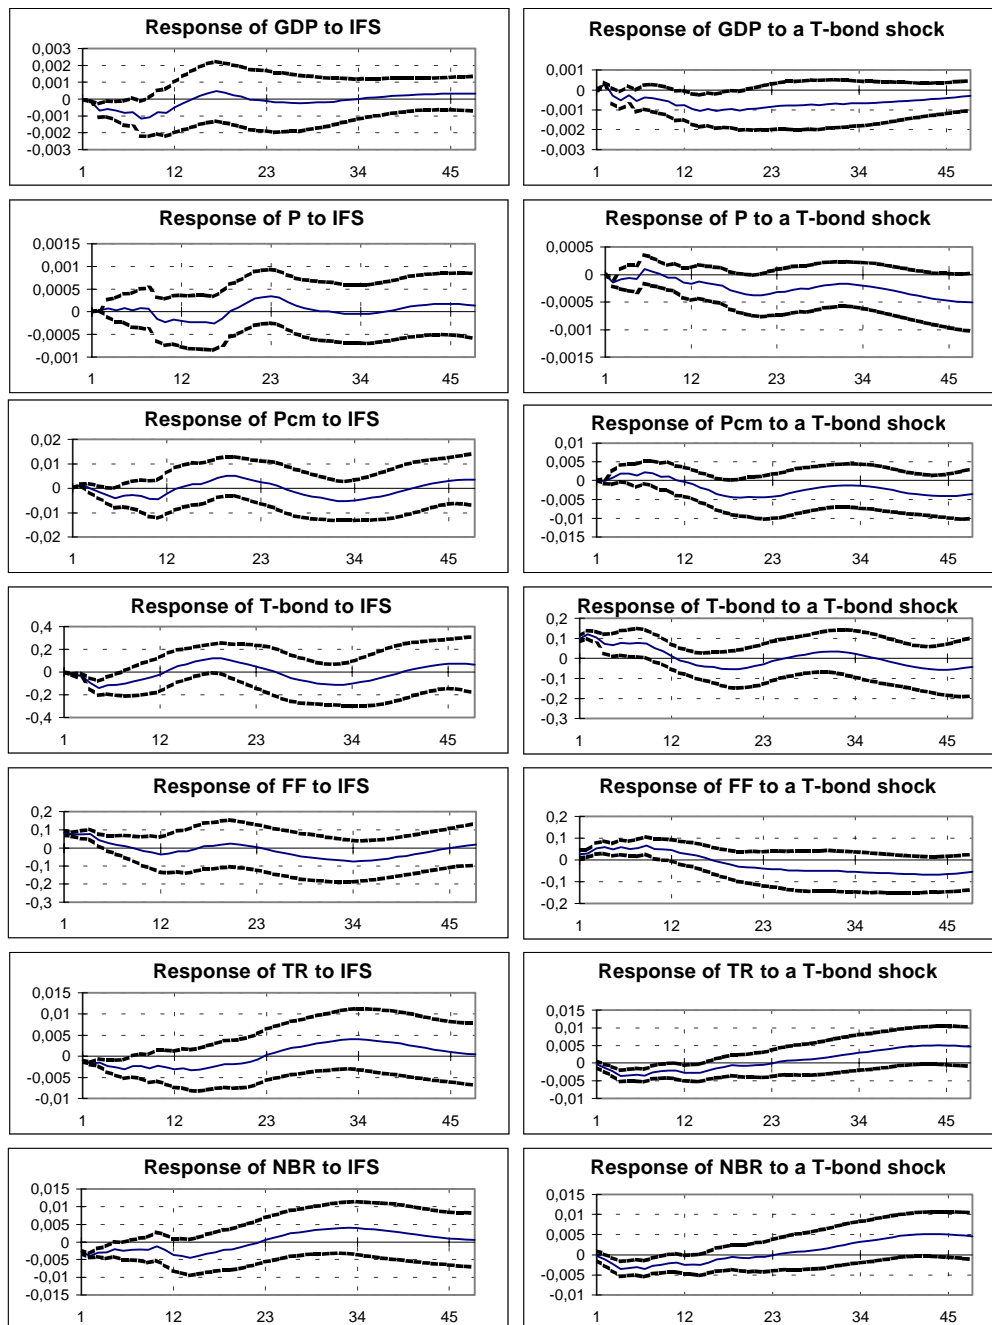 Response of GDP to IFS
0,003
0,002
0,001
0
-0,001
-0,002
-0,003
1 12 23 34 45
Response of GDP to a T-bond shock
0,001
0
-0,001
-0,002
-0,003
1 12 23 34 45
Response of P to IFS
0,0015
0,001
0,0005
0
-0,0005
-0,001
1 12 23 34 45
Response of P to a T-bond shock
0,0005
0
-0,0005
-0,001
-0,0015
1 12 23 34 45
Response of Pcm to IFS
0,02
0,01
0
-0,01
-0,02
1 12 23 34 45
Response of Pcm to a T-bond shock
0,01
0,005
0
-0,005
-0,01
-0,015
1 12 23 34 45
Response of T-bond to IFS
0,4
0,2
0
-0,2
-0,4
1 12 23 34 45
Response of T-bond to a T-bond shock
0,2
0,1
0
-0,1
-0,2
-0,3
1 12 23 34 45
Response of FF to IFS
0,2
0,1
0
-0,1
-0,2
-0,3
1 12 23 34 45
Response of FF to a T-bond shock
0,2
0,1
0
-0,1
-0,2
1 12 23 34 45
Response of TR to IFS
0,015
0,01
0,005
0
-0,005
-0,01
1 12 23 34 45
Response of TR to a T-bond shock
0,015
0,01
0,005
0
-0,005
-0,01
1 12 23 34 45
Response of NBR to IFS
0,015
0,01
0,005
0
-0,005
-0,01
-0,015
1 12 23 34 45
Response of NBR to a T-bond shock
0,015
0,01
0,005
0
-0,005
-0,01
1 12 23 34 45